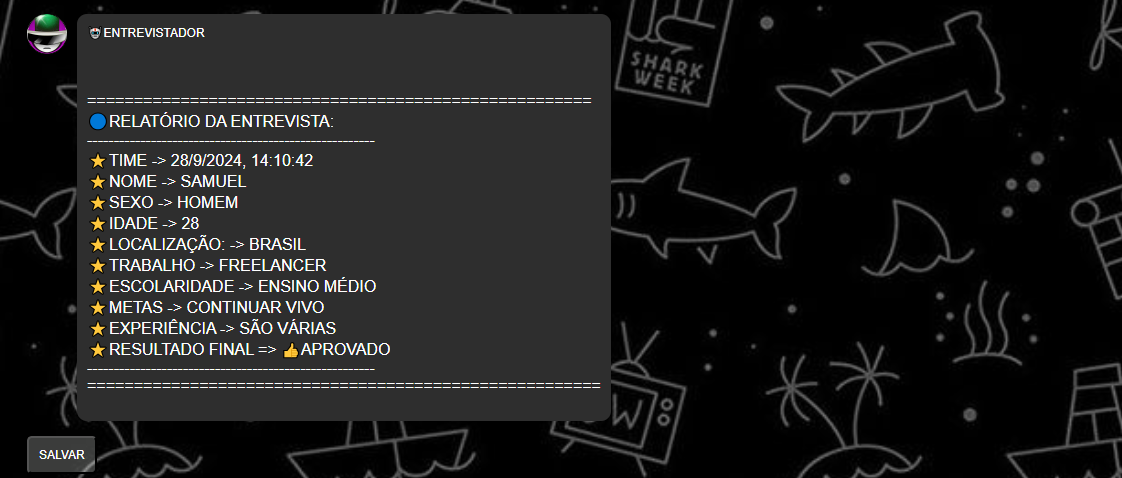 ENTREVISTADOR
======================================================
🔵RELATÓRIO DA ENTREVISTA:
------------------------------------------------------
⭐TIME -> 28/9/2024, 14:10:42
⭐NOME -> SAMUEL
⭐SEXO -> HOMEM
⭐IDADE -> 28
⭐LOCALIZAÇÃO: -> BRASIL
⭐TRABALHO -> FREELANCER
⭐ESCOLARIDADE -> ENSINO MÉDIO
⭐METAS -> CONTINUAR VIVO
⭐EXPERIÊNCIA -> SÃO VÁRIAS
⭐RESULTADO FINAL => 👍APROVADO
------------------------------------------------------
=======================================================
SALVAR
SHARK
WEEK
W